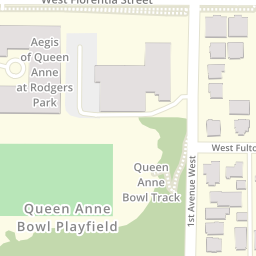 West Florentia Street
Aegis
of Queen
Anne
at Rodgers
Park
West Fulto
Queen
Anne
Bowl Track
1st Avenue West
Queen Anne
Bowl Playfield